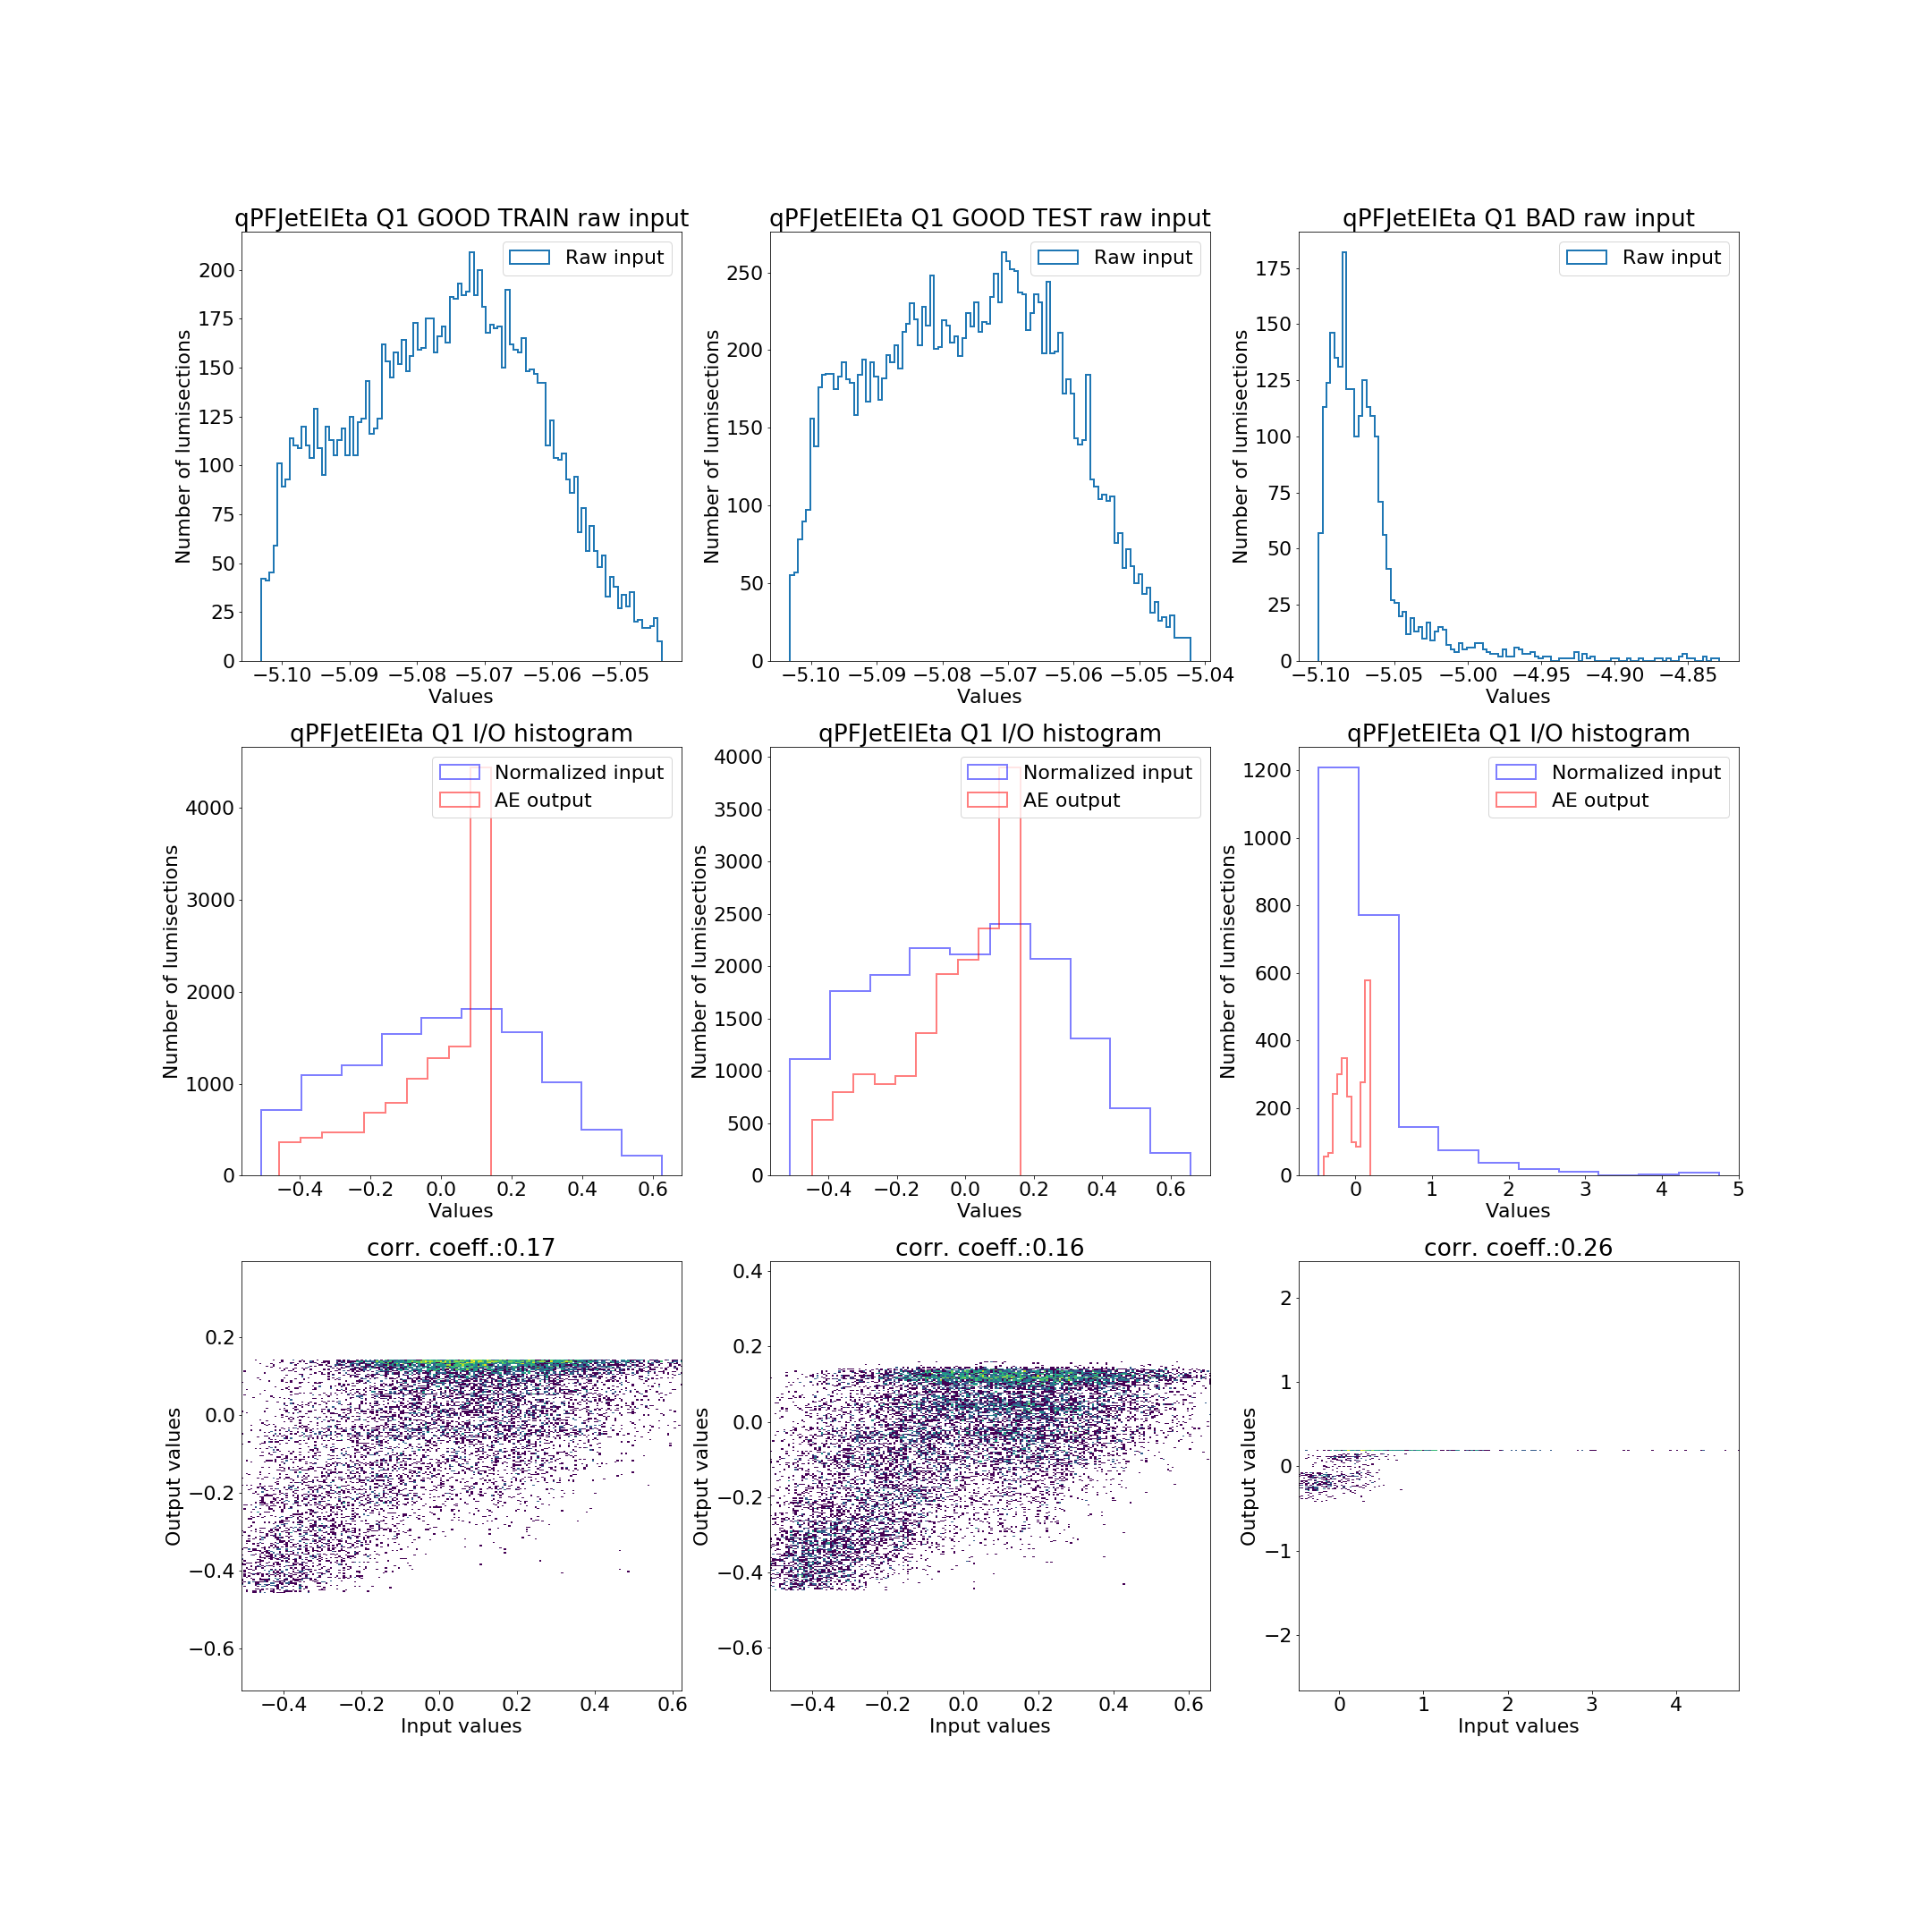 qPFJetElEta Q1 GOOD TRAIN raw input
Number of lumisections
200
175
150
125
100
75
50
25
0
Raw input
−5.10 −5.09 −5.08 −5.07 −5.06 −5.05
Values
qPFJetElEta Q1 GOOD TEST raw input
Number of lumisections
250
200
150
100
50
0
Raw input
−5.10 −5.09 −5.08 −5.07 −5.06 −5.05 −5.04
Values
qPFJetElEta Q1 BAD raw input
Number of lumisections
175
150
125
100
75
50
25
0
Raw input
−5.10 −5.05 −5.00 −4.95 −4.90 −4.85
Values
qPFJetElEta Q1 I/O histogram
Number of lumisections
4000
3000
2000
1000
0
Normalized input
AE output
−0.4 −0.2 0.0 0.2 0.4 0.6
Values
qPFJetElEta Q1 I/O histogram
Number of lumisections
4000
3500
3000
2500
2000
1500
1000
500
0
Normalized input
AE output
−0.4 −0.2 0.0 0.2 0.4 0.6
Values
qPFJetElEta Q1 I/O histogram
Number of lumisections
1200
1000
800
600
400
200
0
Normalized input
AE output
0 1 2 3 4 5
Values
corr. coeff.:0.17
Output values
0.2
0.0
−0.2
−0.4
−0.6
−0.4 −0.2 0.0 0.2 0.4 0.6
Input values
corr. coeff.:0.16
Output values
0.4
0.2
0.0
−0.2
−0.4
−0.6
−0.4 −0.2 0.0 0.2 0.4 0.6
Input values
corr. coeff.:0.26
Output values
2
1
0
−1
−2
0 1 2 3 4
Input values